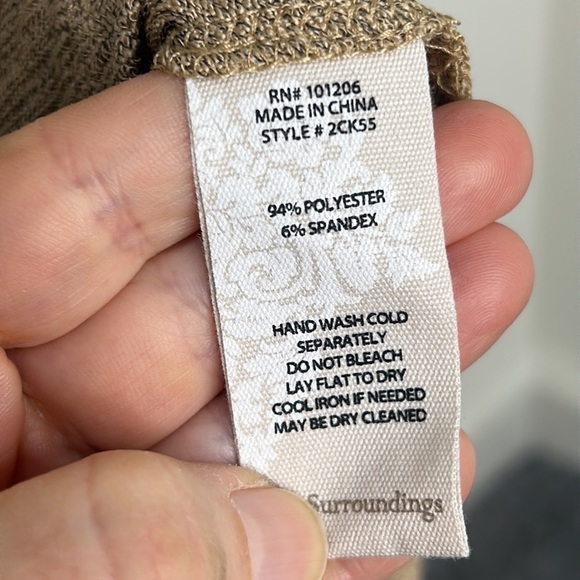 RN# 101206
MADE IN CHINA
STYLE # 2CK55
94% POLYESTER
6% SPANDEX
HAND WASH COLD
SEPARATELY
DO NOT BLEACH
LAY FLAT TO DRY
COOL IRON IF NEEDED
MAY BE DRY CLEANED
Surroundings